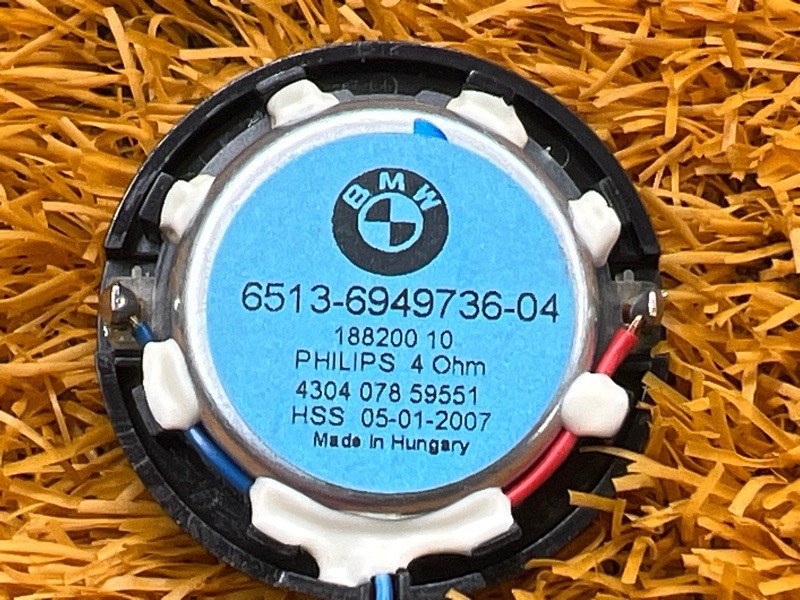 BMW
6513-6949736-04
188200 10
PHILIPS 4 Ohm
4304 078 59551
HSS 05-01-2007
Made in Hungary